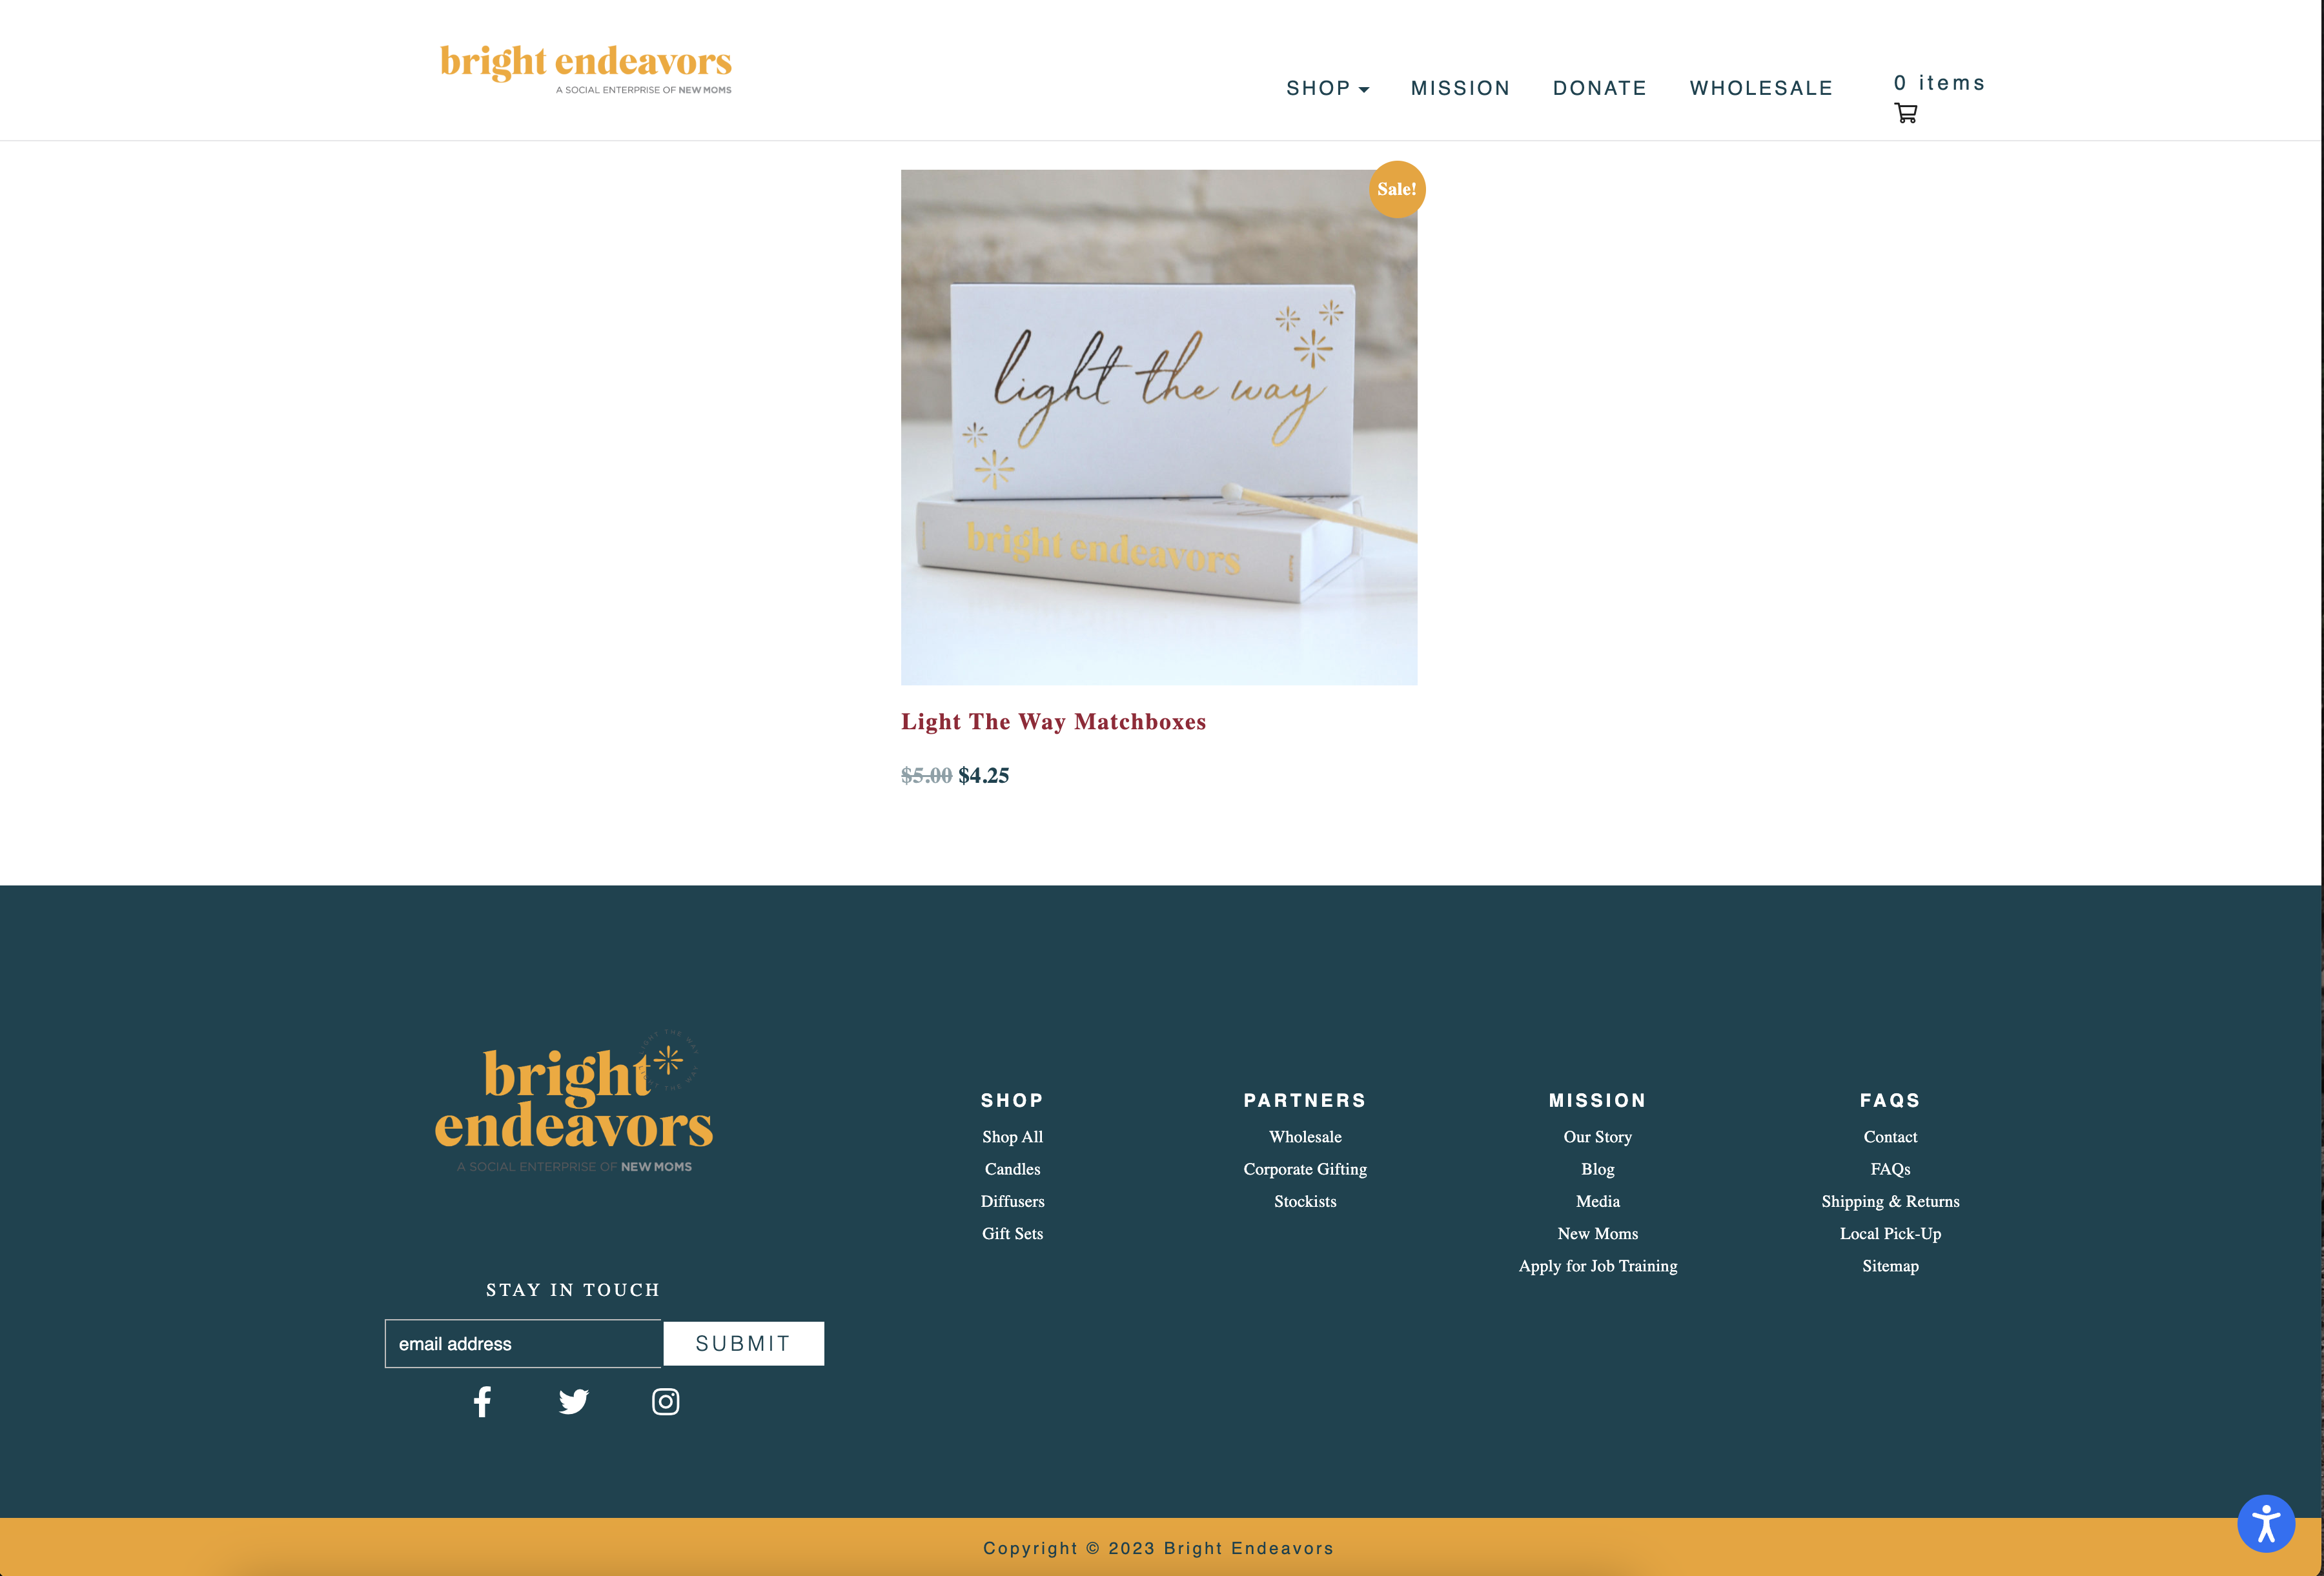 bright endeavors
A SOCIAL ENTERPRISE OF NEW MOMS
SHOP
MISSION
DONATE
WHOLESALE
0 items
Sale!
light the way
bright endeavors
Light The Way Matchboxes
$5.00 $4.25
bright
endeavors
A SOCIAL ENTERPRISE OF NEW MOMS
STAY IN TOUCH
email address
SUBMIT
SHOP
Shop All
Candles
Diffusers
Gift Sets
PARTNERS
Wholesale
Corporate Gifting
Stockists
MISSION
Our Story
Blog
Media
New Moms
Apply for Job Training
FAQS
Contact
FAQs
Shipping & Returns
Local Pick-Up
Sitemap
Copyright © 2023 Bright Endeavors